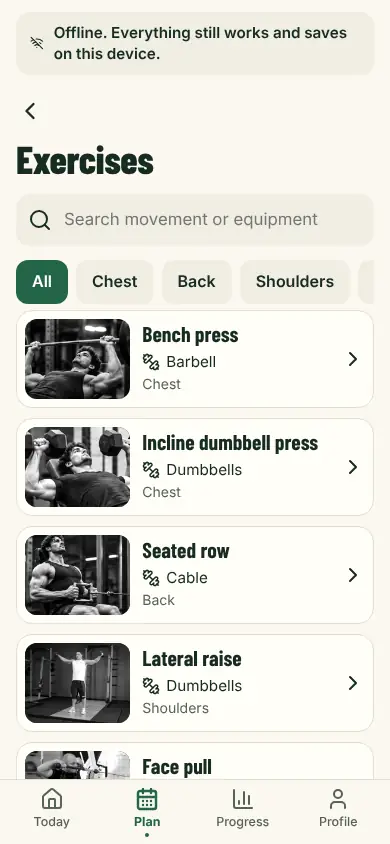 Offline. Everything still works and saves
on this device.
Exercises
Search movement or equipment
All
Chest
Back
Shoulders
Bench press
Barbell
Chest
Incline dumbbell press
Dumbbells
Chest
Seated row
Cable
Back
Lateral raise
Dumbbells
Shoulders
Face pull
Today
Plan
Progress
Profile